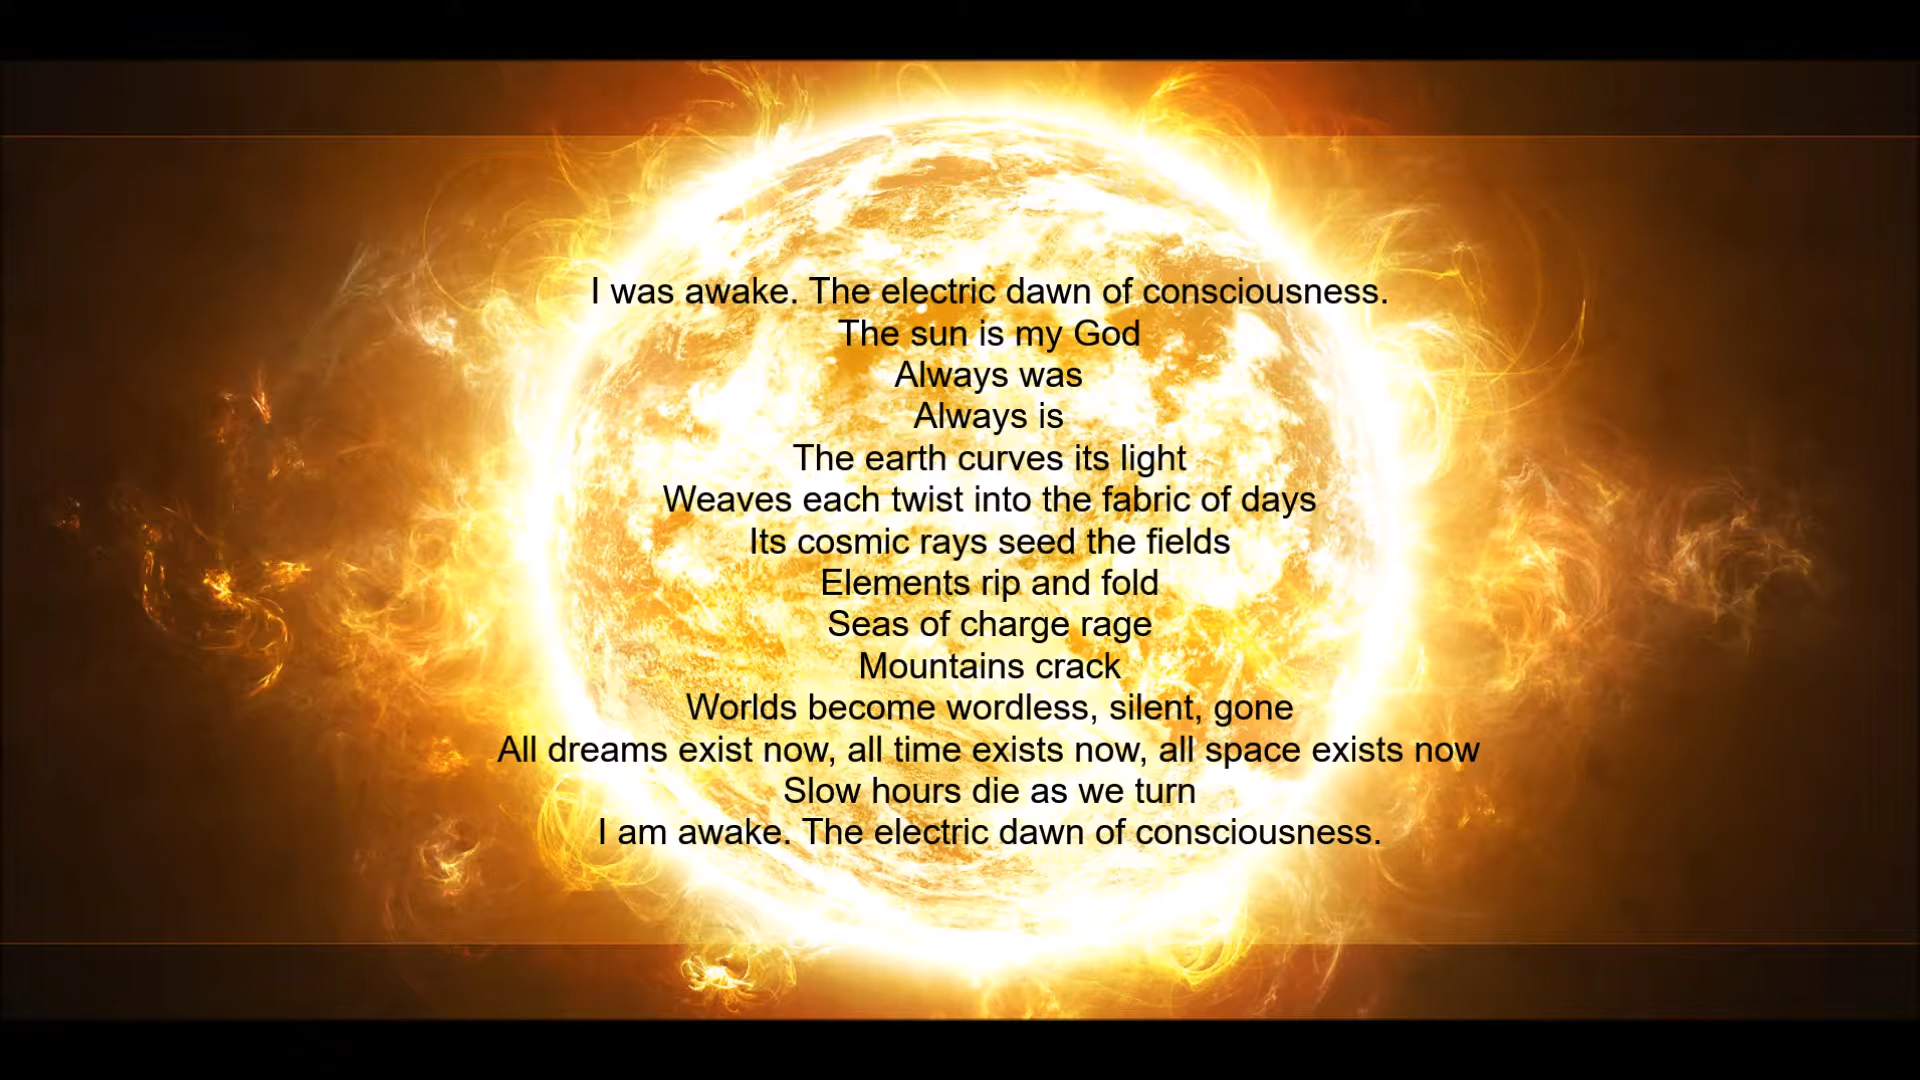 I was awake. The electric dawn of consciousness.
The sun is my God
Always was
Always is
The earth curves its light
Weaves each twist into the fabric of days
Its cosmic rays seed the fields
Elements rip and fold
Seas of charge rage
Mountains crack
Worlds become wordless, silent, gone
All dreams exist now, all time exists now, all space exists now
Slow hours die as we turn
I am awake. The electric dawn of consciousness.